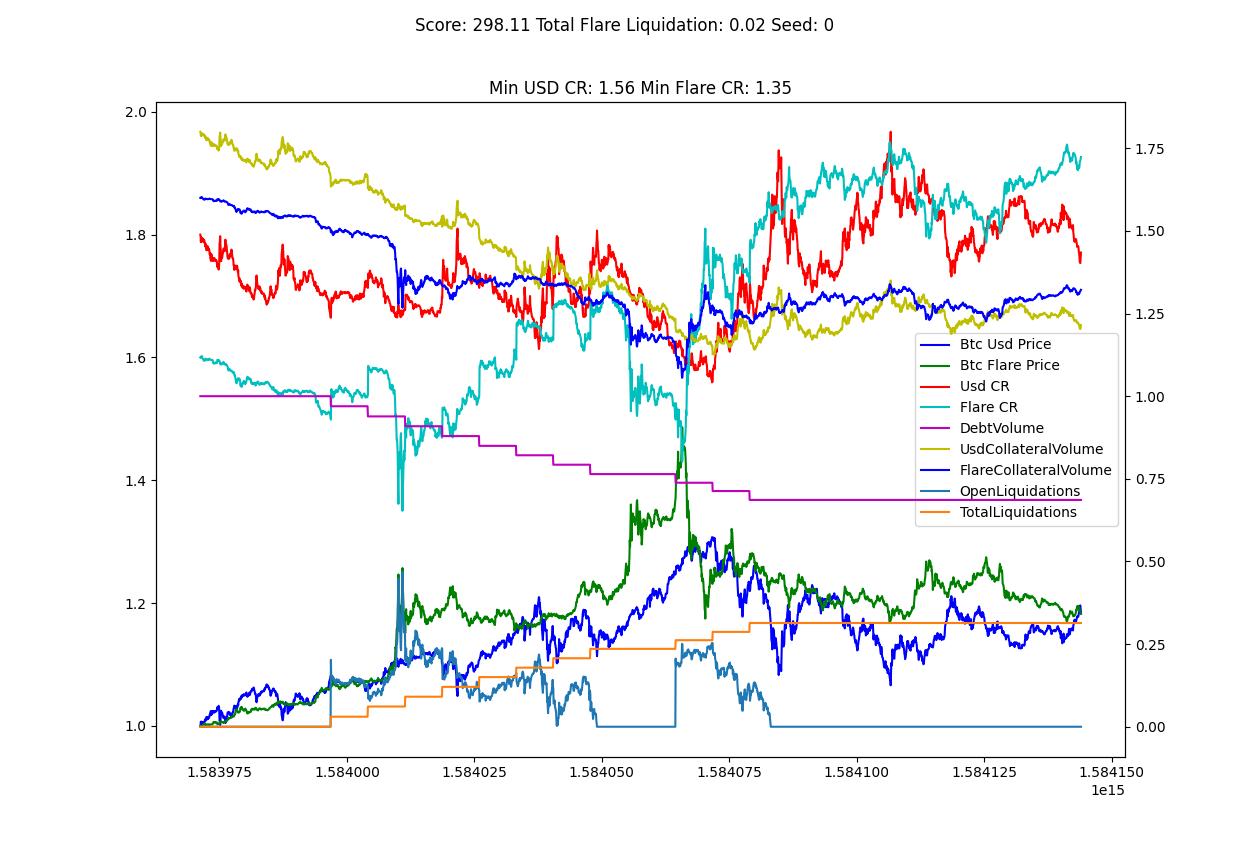 Score: 298.11 Total Flare Liquidation: 0.02 Seed: 0
Min USD CR: 1.56 Min Flare CR: 1.35
2.0
1.8
1.6
1.4
1.2
1.0
1.75
1.50
1.25
1.00
0.75
0.50
0.25
0.00
Btc Usd Price
Btc Flare Price
Usd CR
Flare CR
DebtVolume
UsdCollateralVolume
FlareCollateralVolume
OpenLiquidations
TotalLiquidations
1.583975 1.584000 1.584025 1.584050 1.584075 1.584100 1.584125 1.584150
1e15